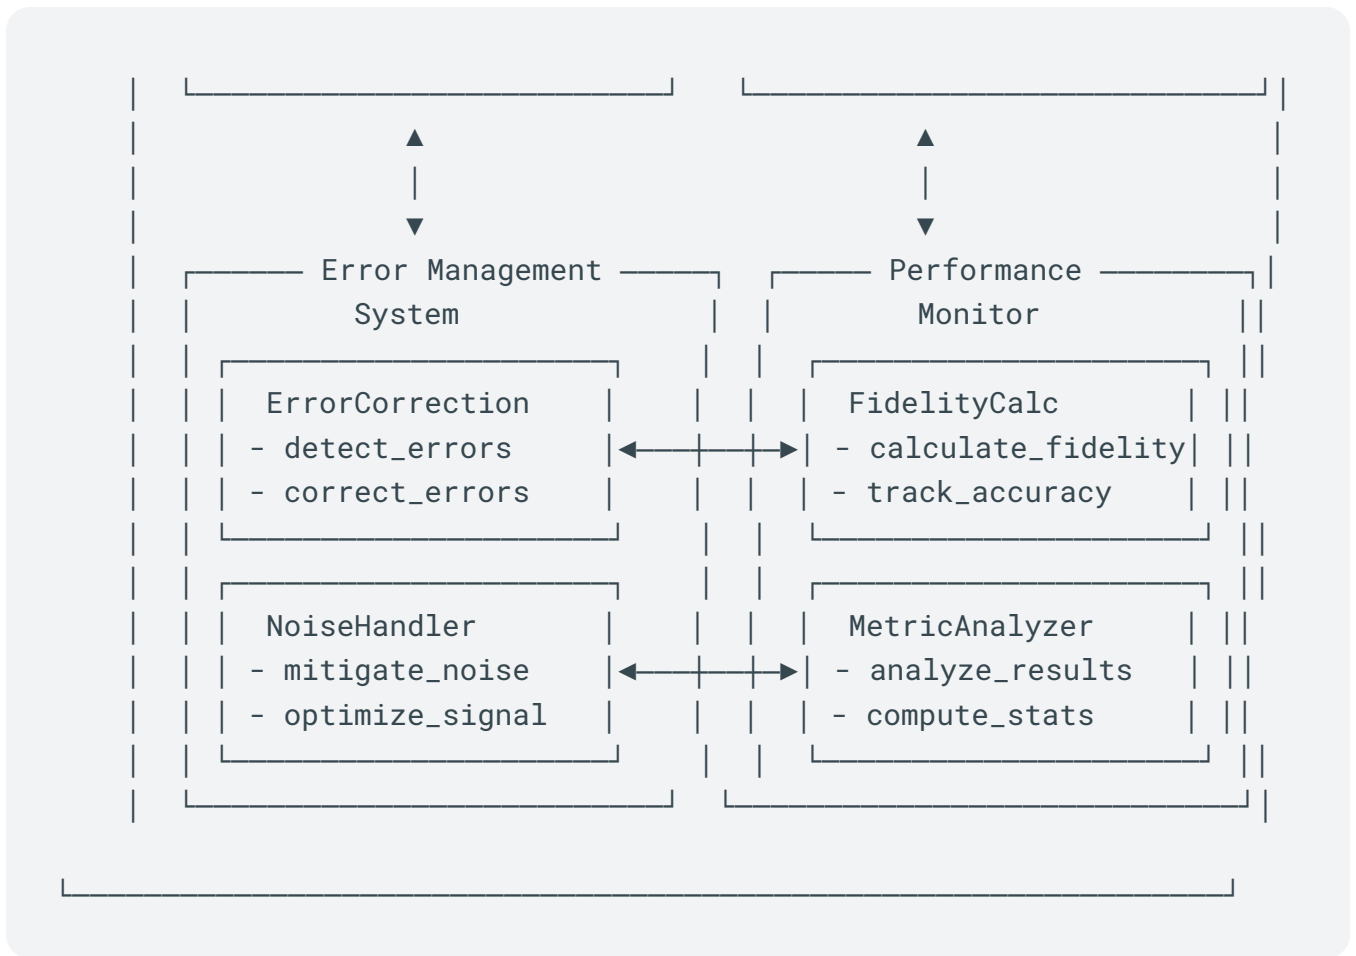 Error Management Performance
System Monitor
ErrorCorrection FidelityCalc
- detect_errors - calculate_fidelity
- correct_errors - track_accuracy
NoiseHandler MetricAnalyzer
- mitigate_noise - analyze_results
- optimize_signal - compute_stats